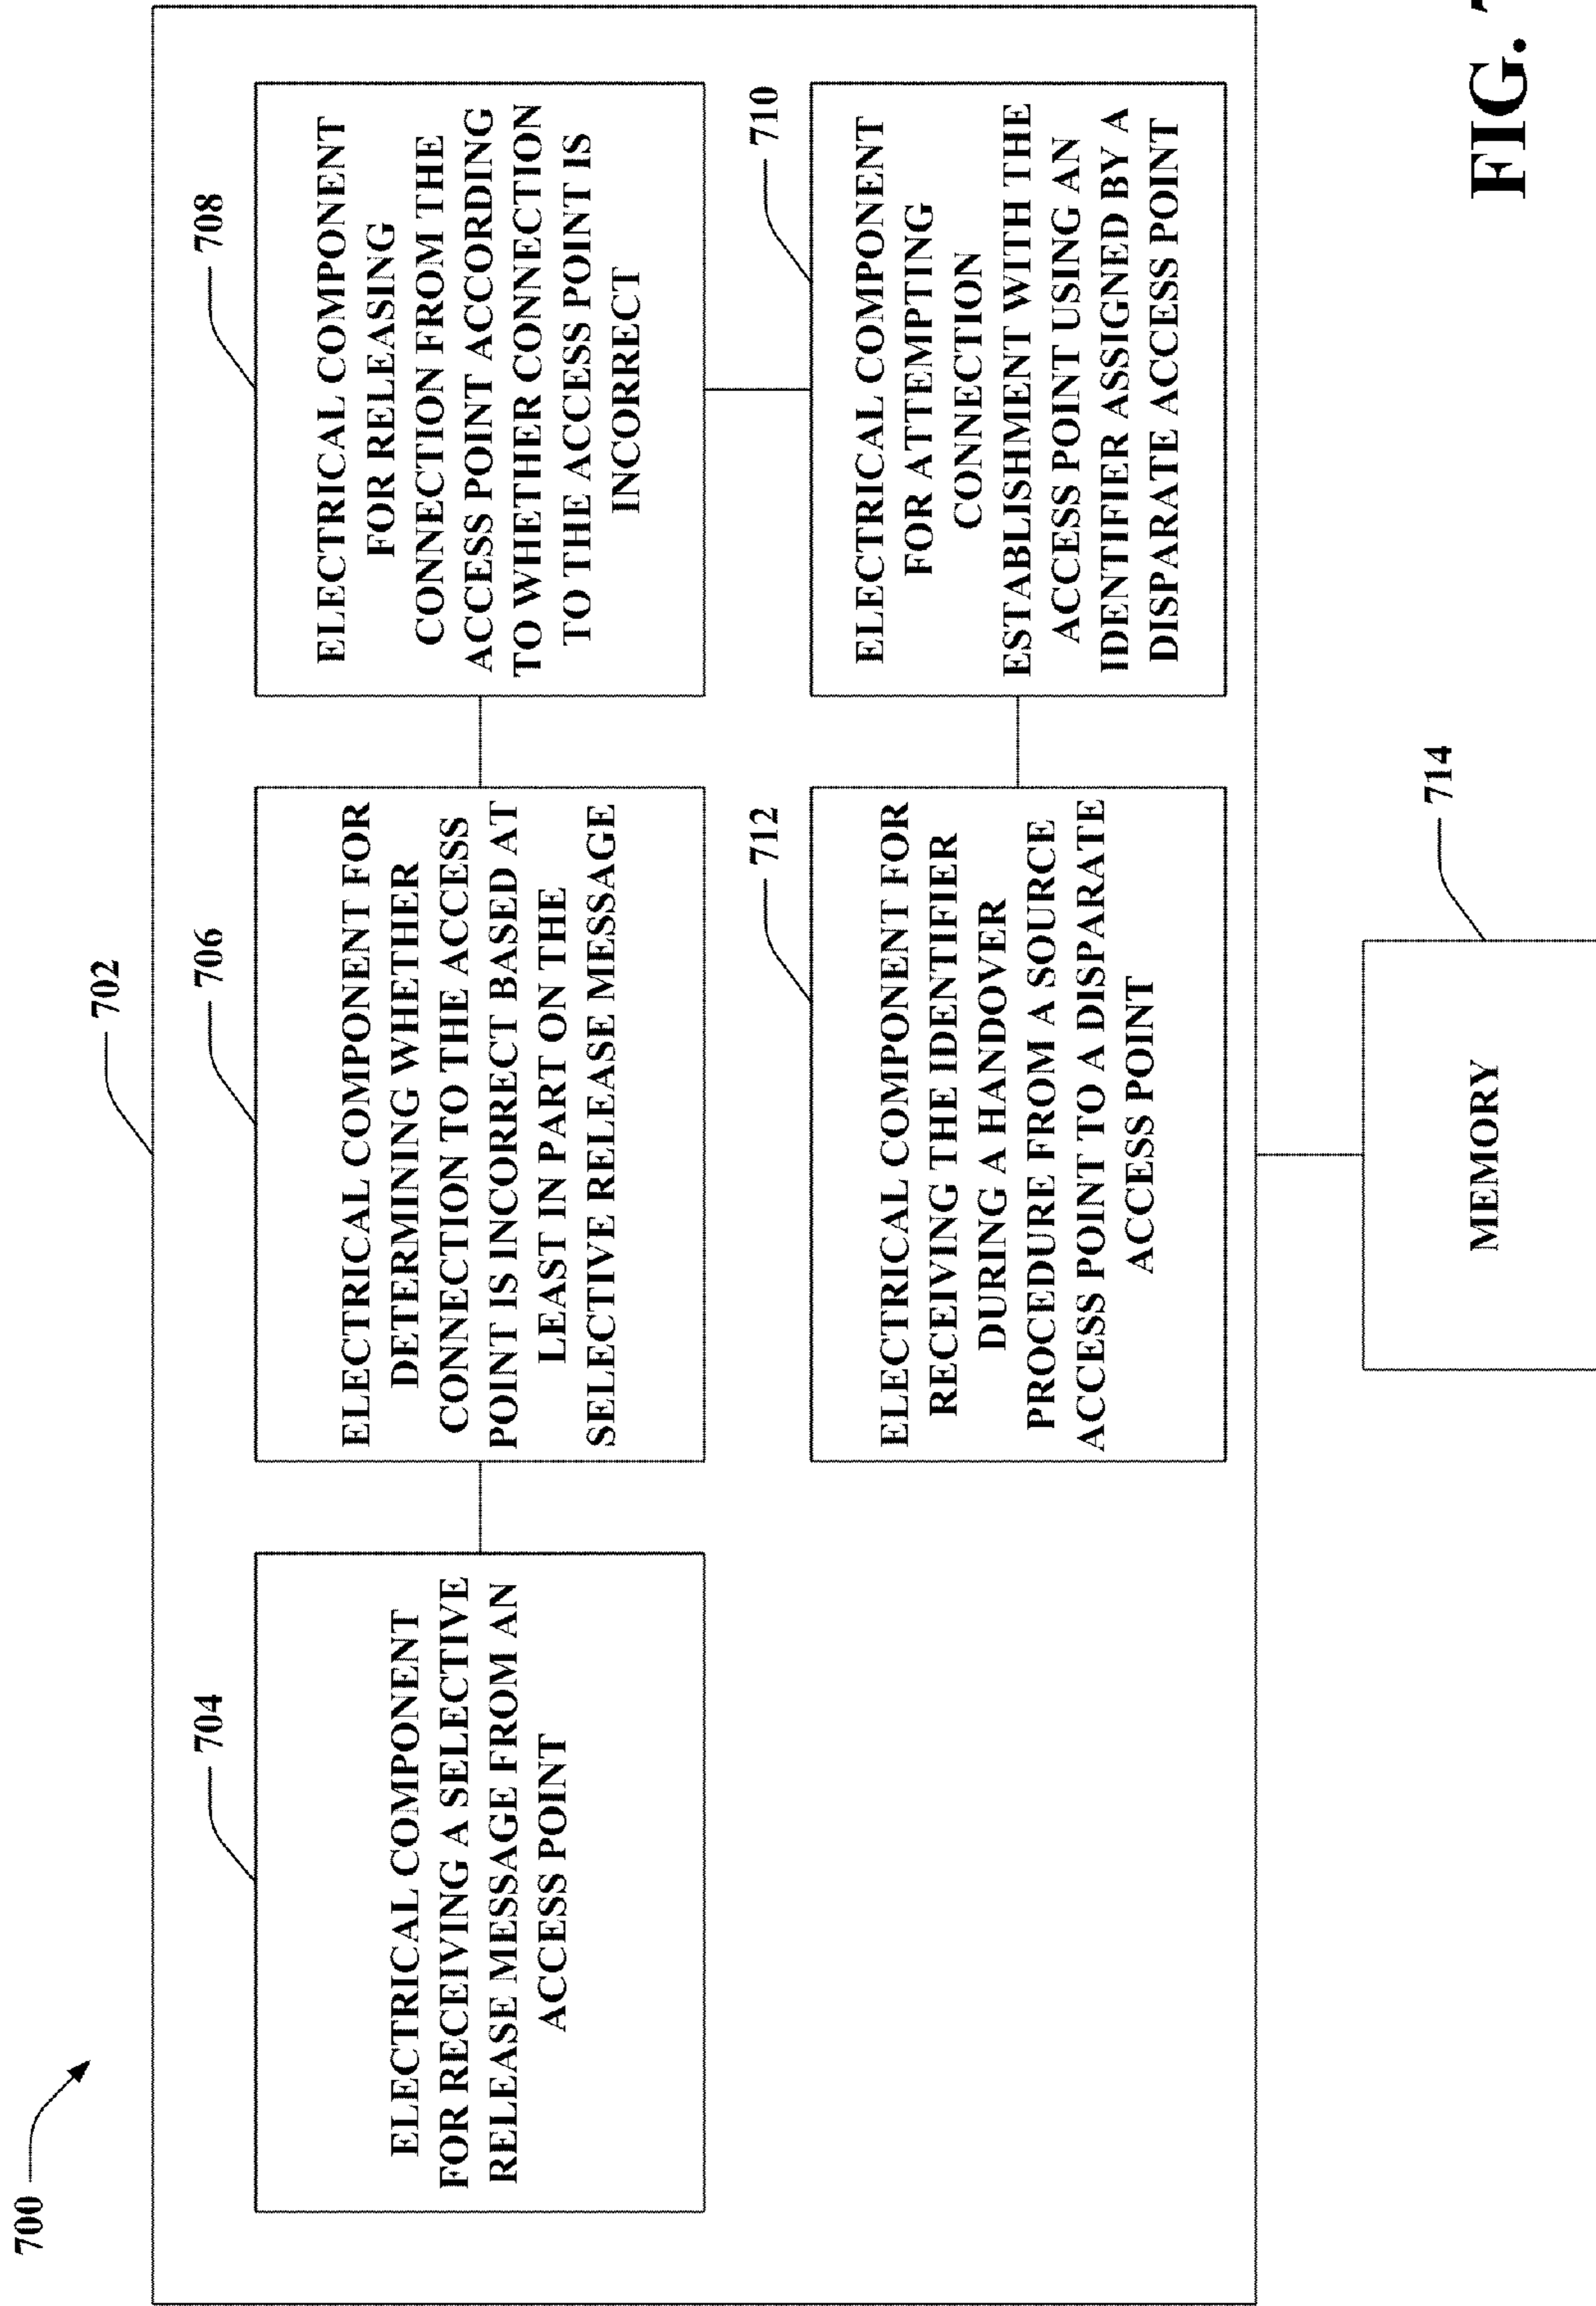 700
702
704
ELECTRICAL COMPONENT
FOR RECEIVING A SELECTIVE
RELEASE MESSAGE FROM AN
ACCESS POINT
706
ELECTRICAL COMPONENT FOR
DETERMINING WHETHER
CONNECTION TO THE ACCESS
POINT IS INCORRECT BASED AT
LEAST IN PART ON THE
SELECTIVE RELEASE MESSAGE
708
ELECTRICAL COMPONENT
FOR RELEASING
CONNECTION FROM THE
ACCESS POINT ACCORDING
TO WHETHER CONNECTION
TO THE ACCESS POINT IS
INCORRECT
712
ELECTRICAL COMPONENT FOR
RECEIVING THE IDENTIFIER
DURING A HANDOVER
PROCEDURE FROM A SOURCE
ACCESS POINT TO A DISPARATE
ACCESS POINT
710
ELECTRICAL COMPONENT
FOR ATTEMPTING
CONNECTION
ESTABLISHMENT WITH THE
ACCESS POINT USING AN
IDENTIFIER ASSIGNED BY A
DISPARATE ACCESS POINT
714
MEMORY
FIG.